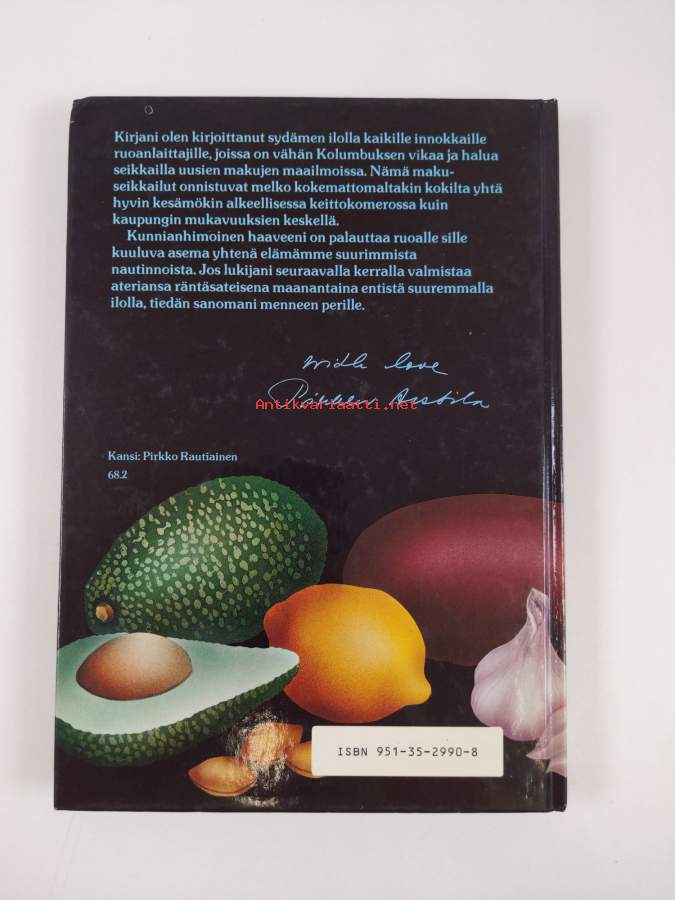 Kirjani olen kirjoittanut sydämen ilolla kaikille innokkaille
ruoanlaittajille, joissa on vähän Kolumbuksen vikaa ja halua
seikkailla uusien makujen maailmoissa. Nämä maku-
seikkailut onnistuvat melko kokemattomaltakin kokilta yhtä
hyvin kesämökin alkeellisessa keittokomerossa kuin
kaupungin mukavuuksien keskellä.
Kunnianhimoinen haaveeni on palauttaa ruoalle sille
kuuluva asema yhtenä elämämme suurimmista
nautinnoista. Jos lukijani seuraavalla kerralla valmistaa
ateriansa räntäsateisena maanantaina entistä suuremmalla
ilolla, tiedän sanomani menneen perille.
with love
Antikvariaatti.net
Kansi: Pirkko Rautiainen
68.2
ISBN 951-35-2990-8